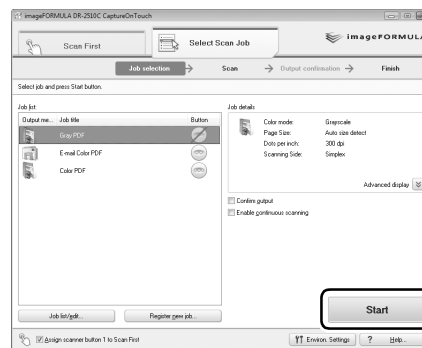 imageFORMULA DR-2510C CaptureOnTouch
Scan First
Select Scan Job
imageFORMULA
Job selection
Scan
Output confirmation
Finish
Select job and press Start button.
Job list
Job details
Output me...
Job title
Button
Gray PDF
E-mail Color PDF
Color PDF
Color mode: Grayscale
Page Size: Auto size detect
Dots per inch: 300 dpi
Scanning Side: Simplex
Advanced display
Confirm output
Enable continuous scanning
Start
Job list/edit...
Register new job...
Assign scanner button 1 to Scan First
Environ. Settings
? Help...